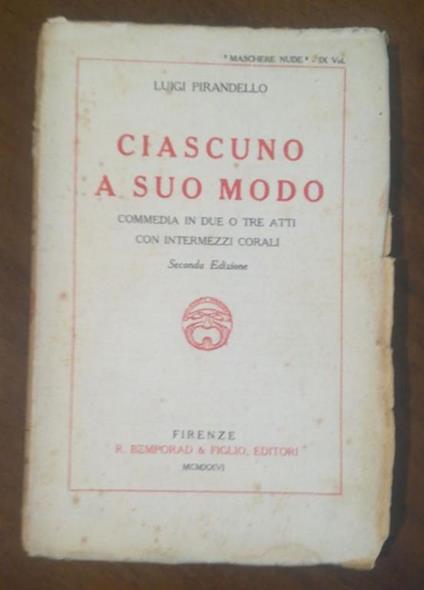 "MASCHERE NUDE" IX Vol.
LUIGI PIRANDELLO
CIASCUNO
A SUO MODO
COMMEDIA IN DUE O TRE ATTI
CON INTERMEZZI CORALI
Seconda Edizione
FIRENZE
R. BEMPORAD & FIGLIO, EDITORI
MCMXXVI